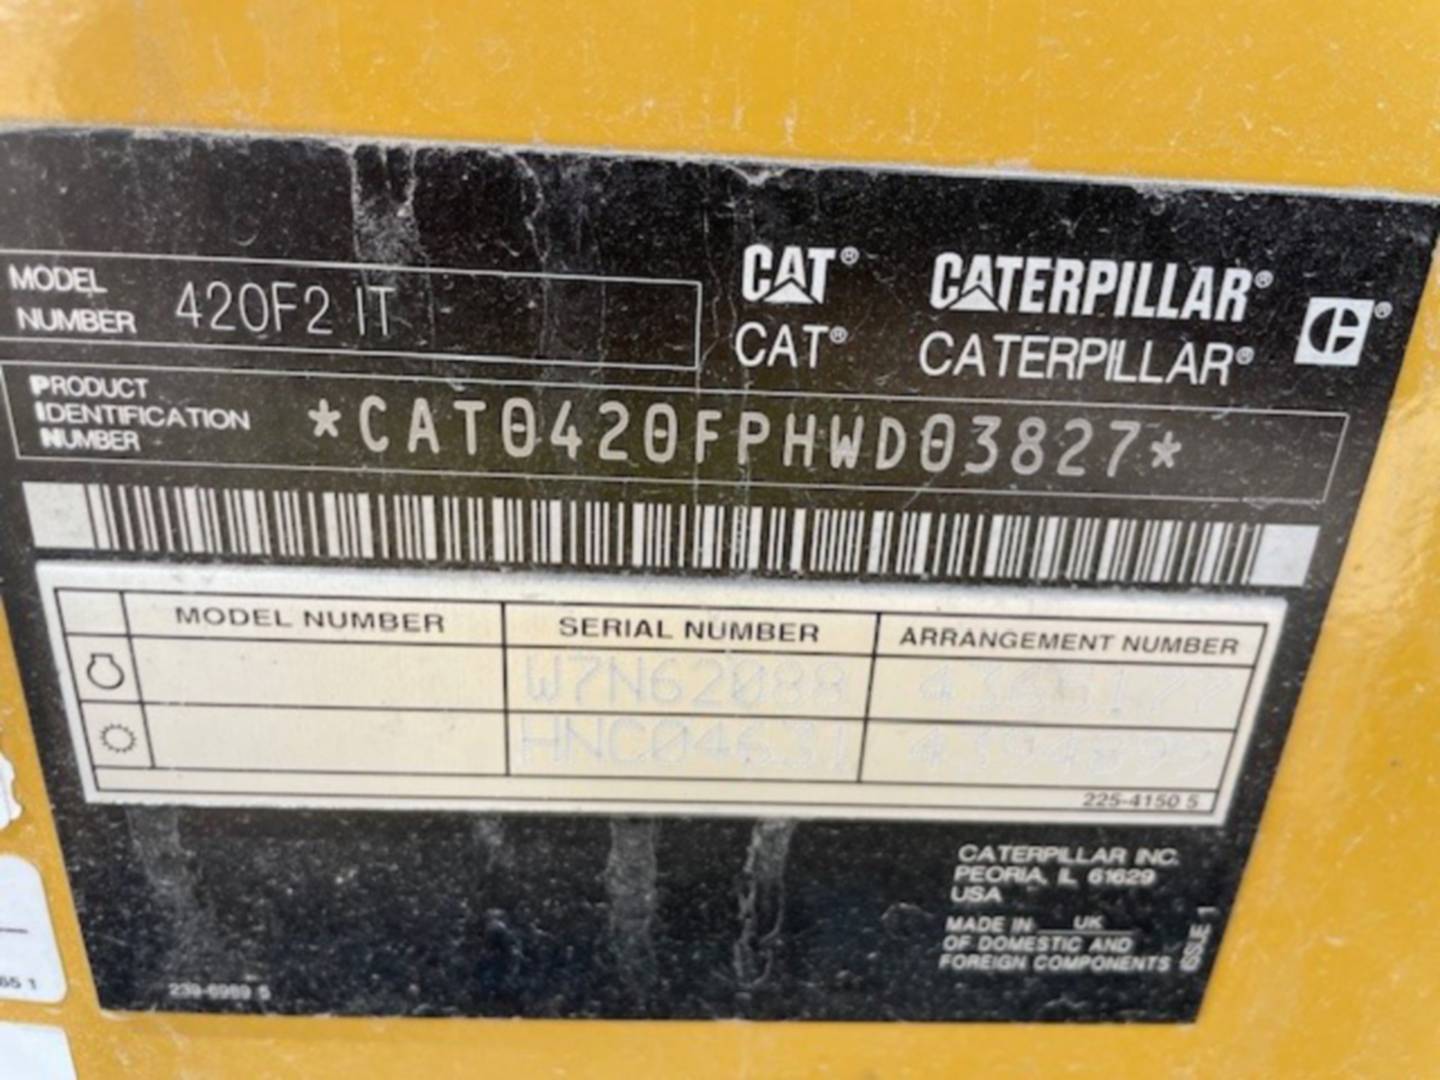 MODEL
NUMBER 420F2 IT
CAT® CATERPILLAR®
CAT® CATERPILLAR®
PRODUCT
IDENTIFICATION
NUMBER
*CAT0420FPHWD03827*
MODEL NUMBER SERIAL NUMBER ARRANGEMENT NUMBER
W7N62088
HNC04631
225-4150 5
CATERPILLAR INC.
PEORIA, IL 61629
USA
MADE IN UK
OF DOMESTIC AND
FOREIGN COMPONENTS
ISSUE 1
239-6989 5